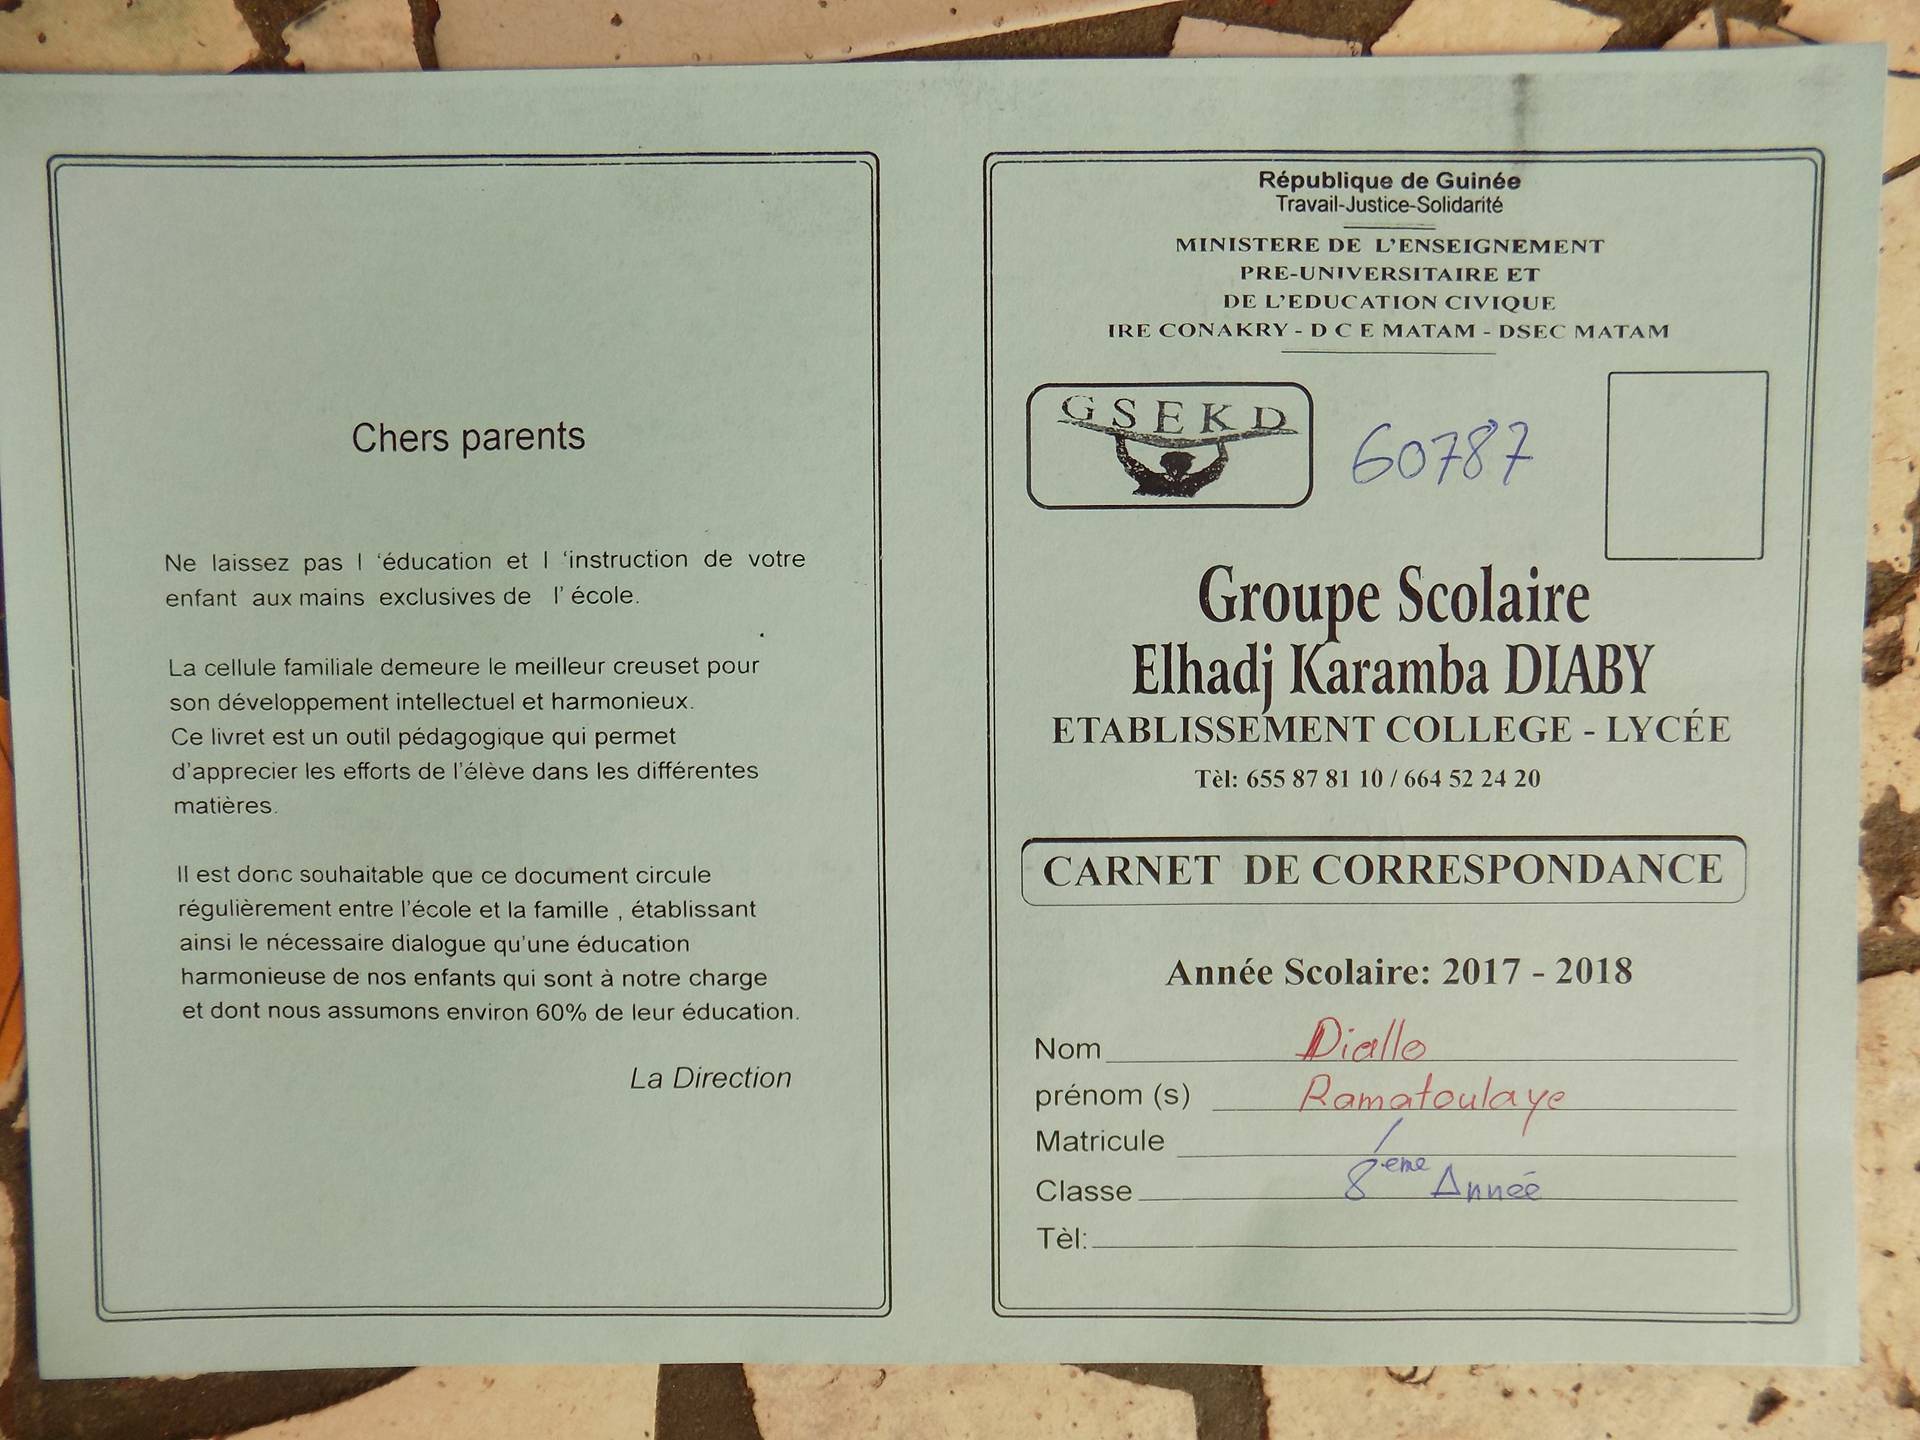 Chers parents
Ne laissez pas l ‘éducation et l ‘instruction de votre
enfant aux mains exclusives de l’ école.
La cellule familiale demeure le meilleur creuset pour
son développement intellectuel et harmonieux.
Ce livret est un outil pédagogique qui permet
d’apprecier les efforts de l’élève dans les différentes
matières.
Il est donc souhaitable que ce document circule
régulièrement entre l’école et la famille , établissant
ainsi le nécessaire dialogue qu’une éducation
harmonieuse de nos enfants qui sont à notre charge
et dont nous assumons environ 60% de leur éducation.
La Direction
République de Guinée
Travail-Justice-Solidarité
MINISTERE DE L’ENSEIGNEMENT
PRE-UNIVERSITAIRE ET
DE L’EDUCATION CIVIQUE
IRE CONAKRY - D C E MATAM - DSEC MATAM
GSEKD
60787
Groupe Scolaire
Elhadj Karamba DIABY
ETABLISSEMENT COLLEGE - LYCÉE
Tèl: 655 87 81 10 / 664 52 24 20
CARNET DE CORRESPONDANCE
Année Scolaire: 2017 - 2018
Nom Diallo
prénom (s) Ramatoulaye
Matricule /
Classe 8ème Année
Tèl: